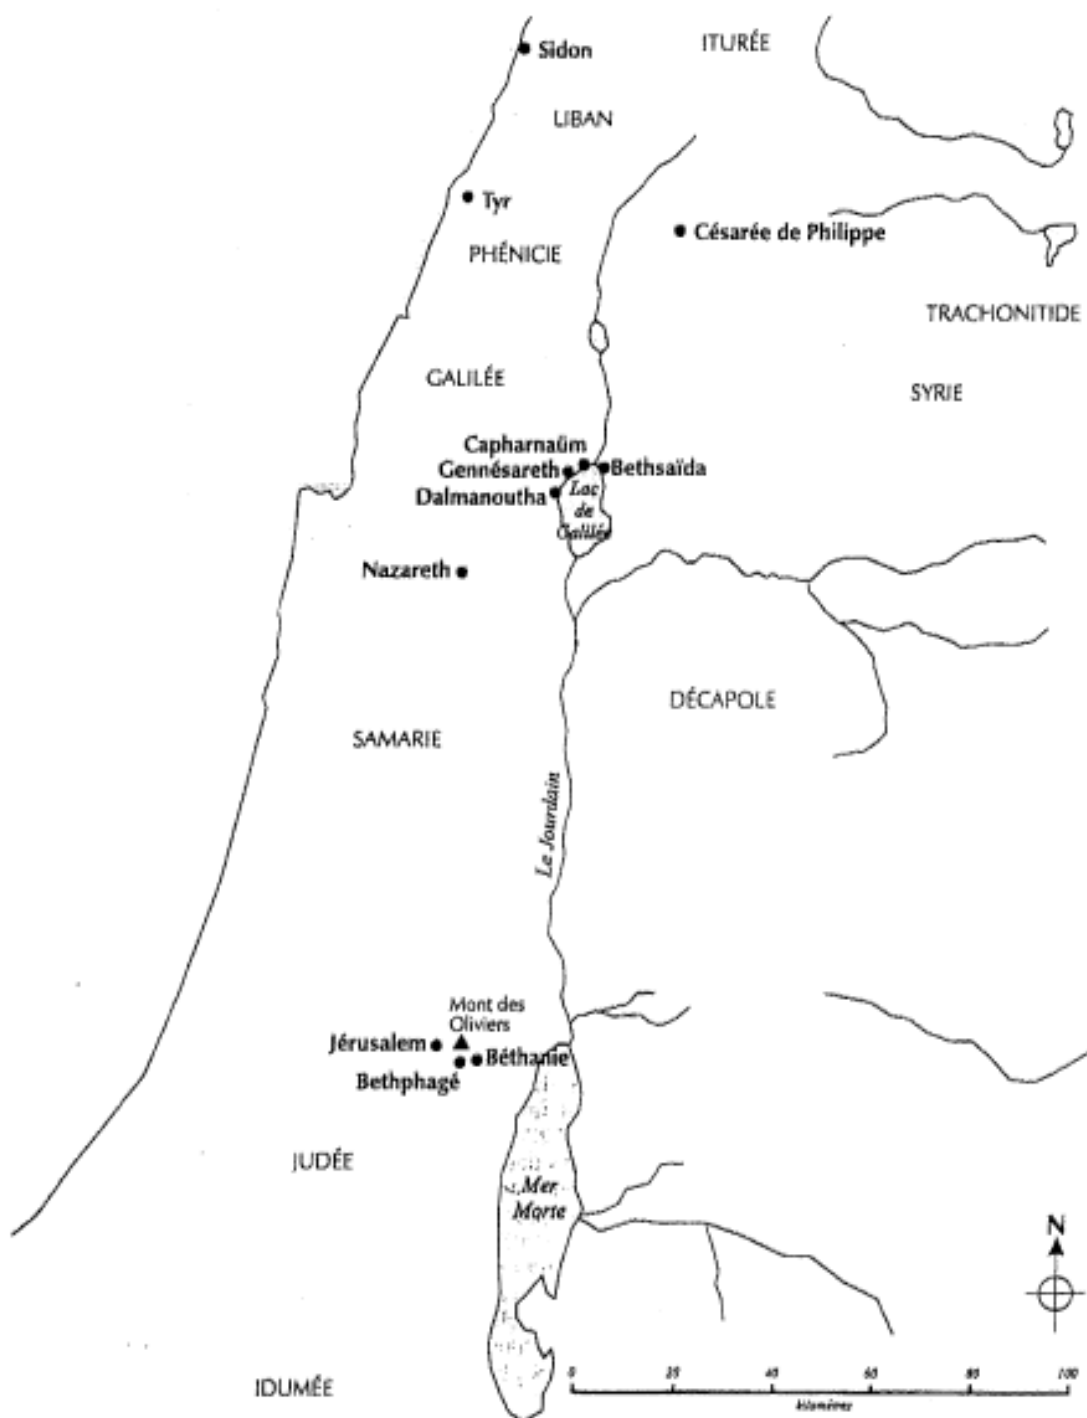 Sidon
ITURÉE
LIBAN
Tyr
Césarée de Philippe
PHÉNICIE
TRACHONITIDE
GALILÉE
SYRIE
Capharnaüm
Gennésareth
Bethsaïda
Dalmanoutha
Lac
de
Galilée
Nazareth
DÉCAPOLE
SAMARIE
Le Jourdain
Mont des
Oliviers
Jérusalem
Béthanie
Bethphagé
JUDÉE
Mer
Morte
N
IDUMÉE
0 20 40 60 80 100
kilomètres